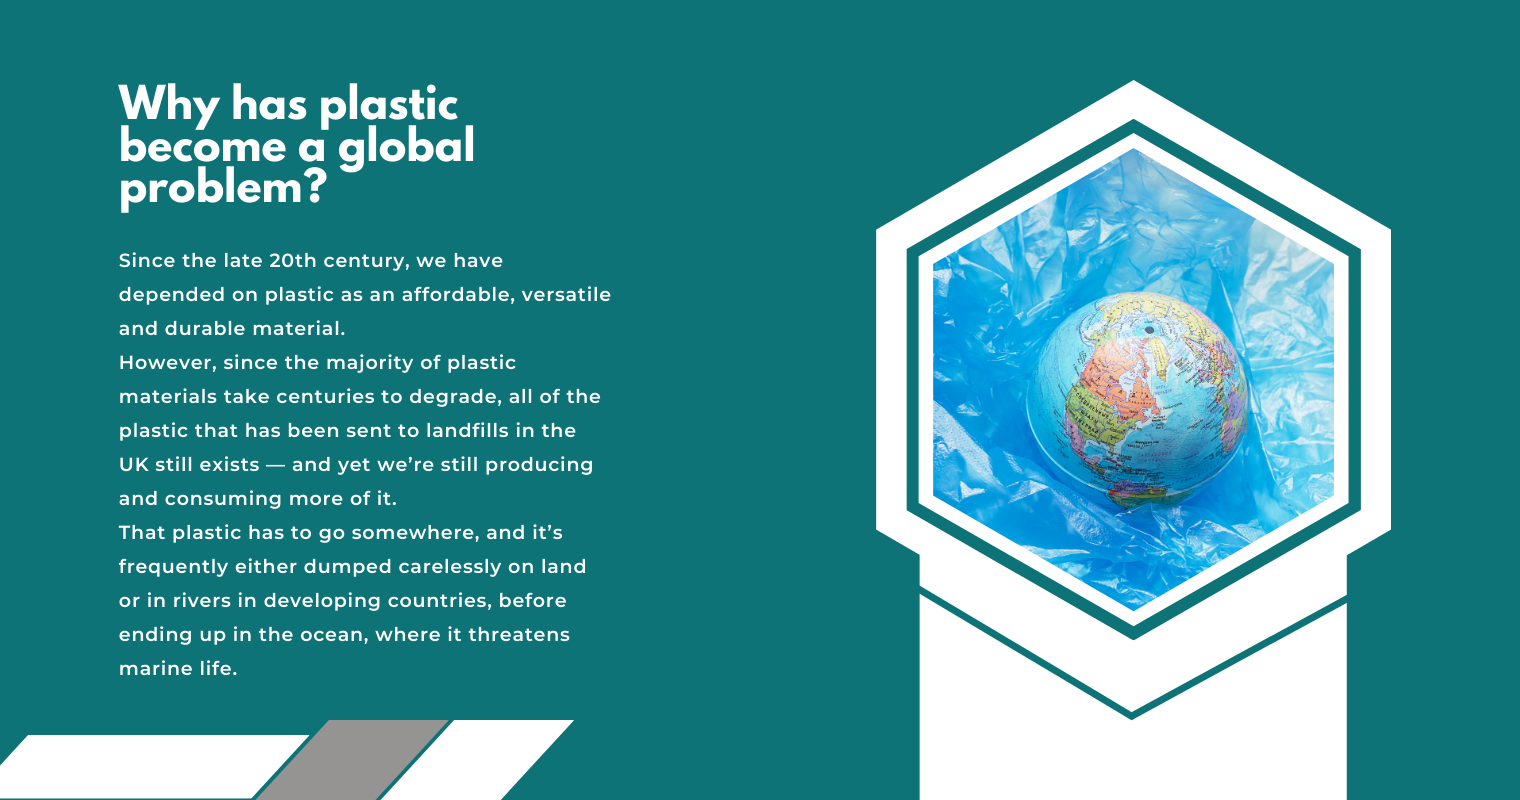 Why has plastic
become a global
problem?
Since the late 20th century, we have
depended on plastic as an affordable, versatile
and durable material.
However, since the majority of plastic
materials take centuries to degrade, all of the
plastic that has been sent to landfills in the
UK still exists — and yet we’re still producing
and consuming more of it.
That plastic has to go somewhere, and it’s
frequently either dumped carelessly on land
or in rivers in developing countries, before
ending up in the ocean, where it threatens
marine life.